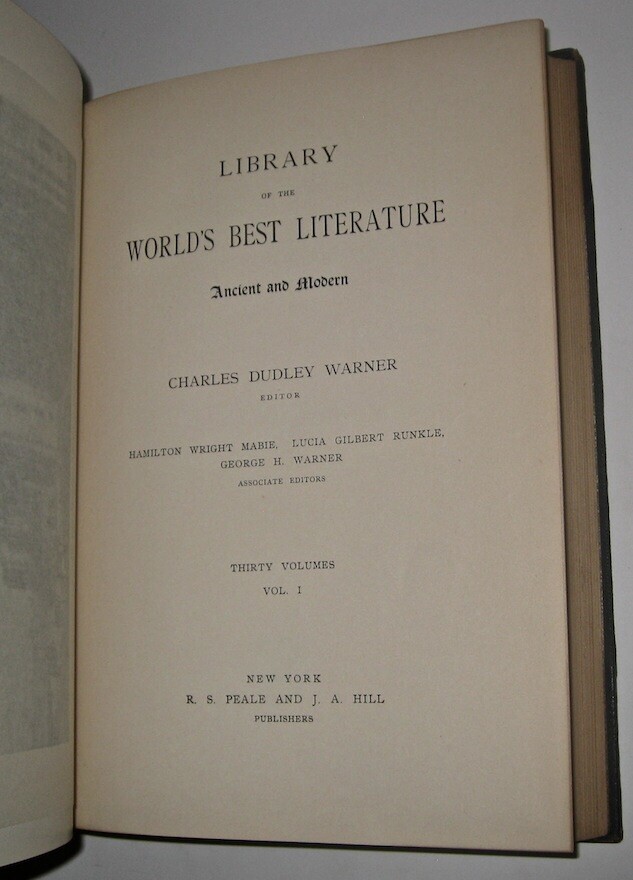 LIBRARY
OF THE
WORLD'S BEST LITERATURE
Ancient and Modern
CHARLES DUDLEY WARNER
EDITOR
HAMILTON WRIGHT MABIE, LUCIA GILBERT RUNKLE,
GEORGE H. WARNER
ASSOCIATE EDITORS
THIRTY VOLUMES
VOL. I
NEW YORK
R. S. PEALE AND J. A. HILL
PUBLISHERS